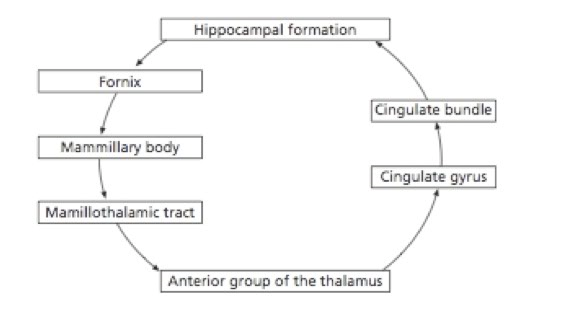 Hippocampal formation
Fornix
Mammillary body
Mamillothalamic tract
Anterior group of the thalamus
Cingulate gyrus
Cingulate bundle